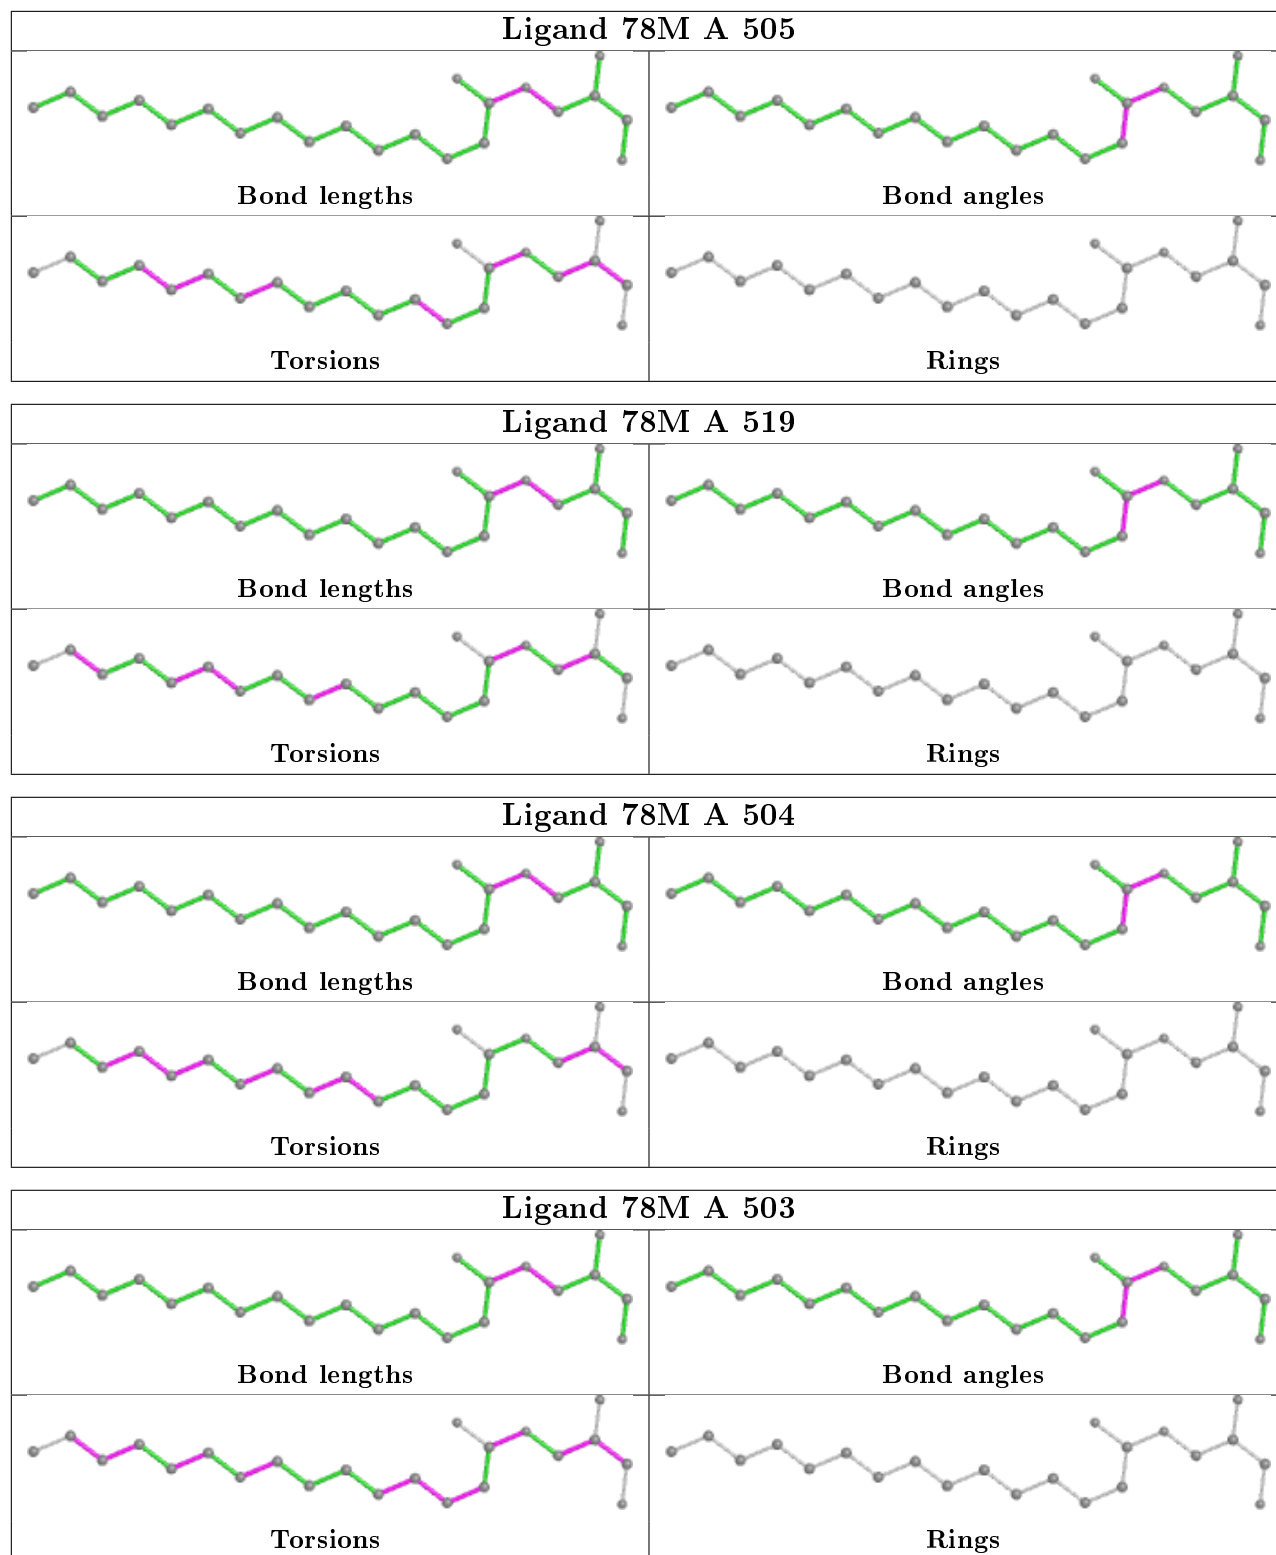 Ligand 78M A 505
Bond lengths
Bond angles
Torsions
Rings
Ligand 78M A 519
Bond lengths
Bond angles
Torsions
Rings
Ligand 78M A 504
Bond lengths
Bond angles
Torsions
Rings
Ligand 78M A 503
Bond lengths
Bond angles
Torsions
Rings